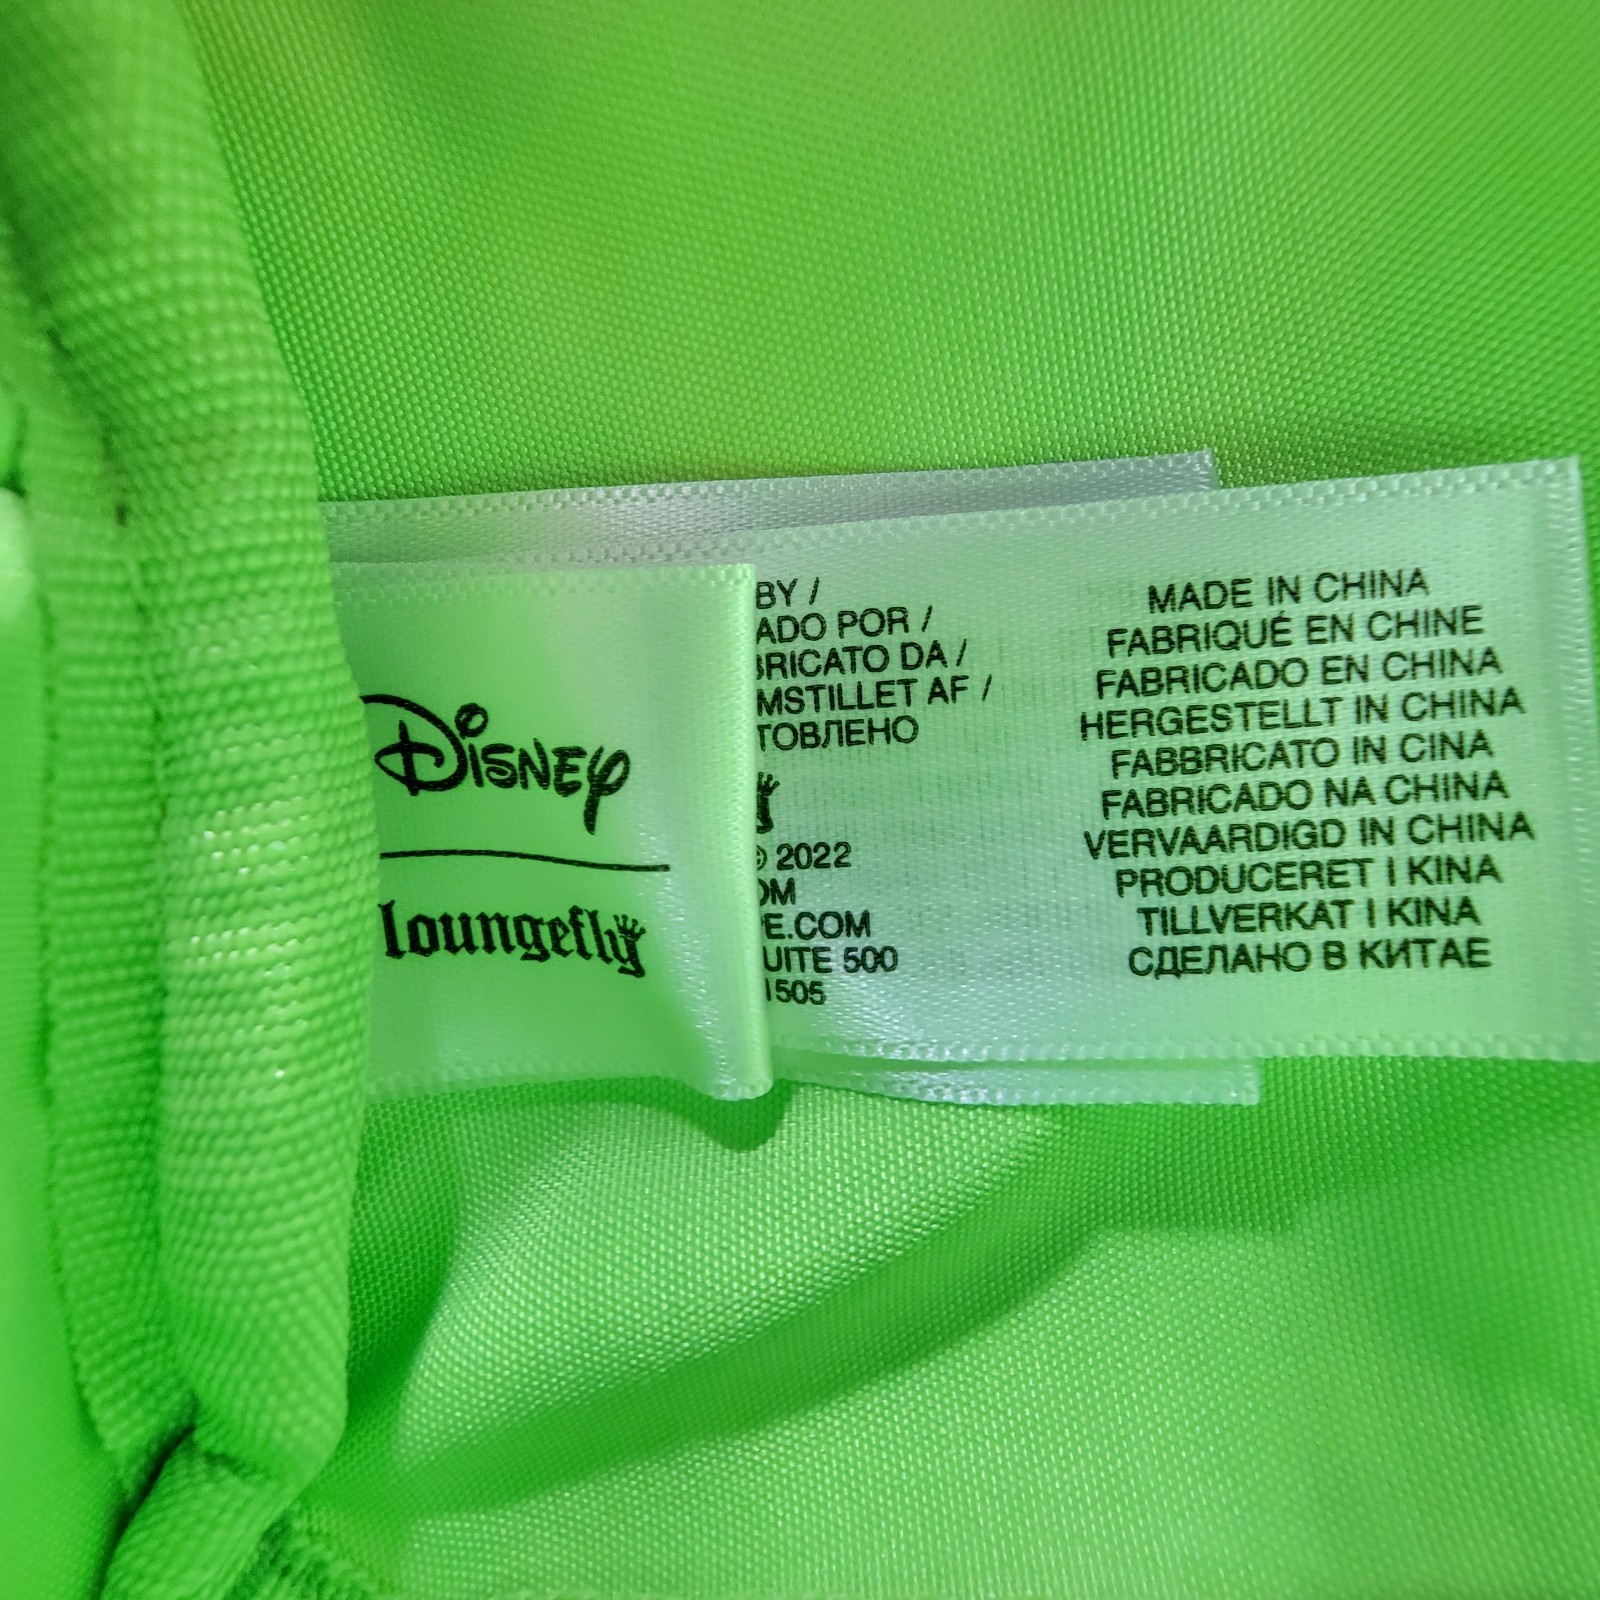 Disney
loungefly
BY /
ADO POR /
BRICATO DA /
MSTILLET AF /
ТОВЛЕНО
© 2022
OM
PE.COM
UITE 500
1505
MADE IN CHINA
FABRIQUÉ EN CHINE
FABRICADO EN CHINA
HERGESTELLT IN CHINA
FABBRICATO IN CINA
FABRICADO NA CHINA
VERVAARDIGD IN CHINA
PRODUCERET I KINA
TILLVERKAT I KINA
СДЕЛАНО В КИТАЕ